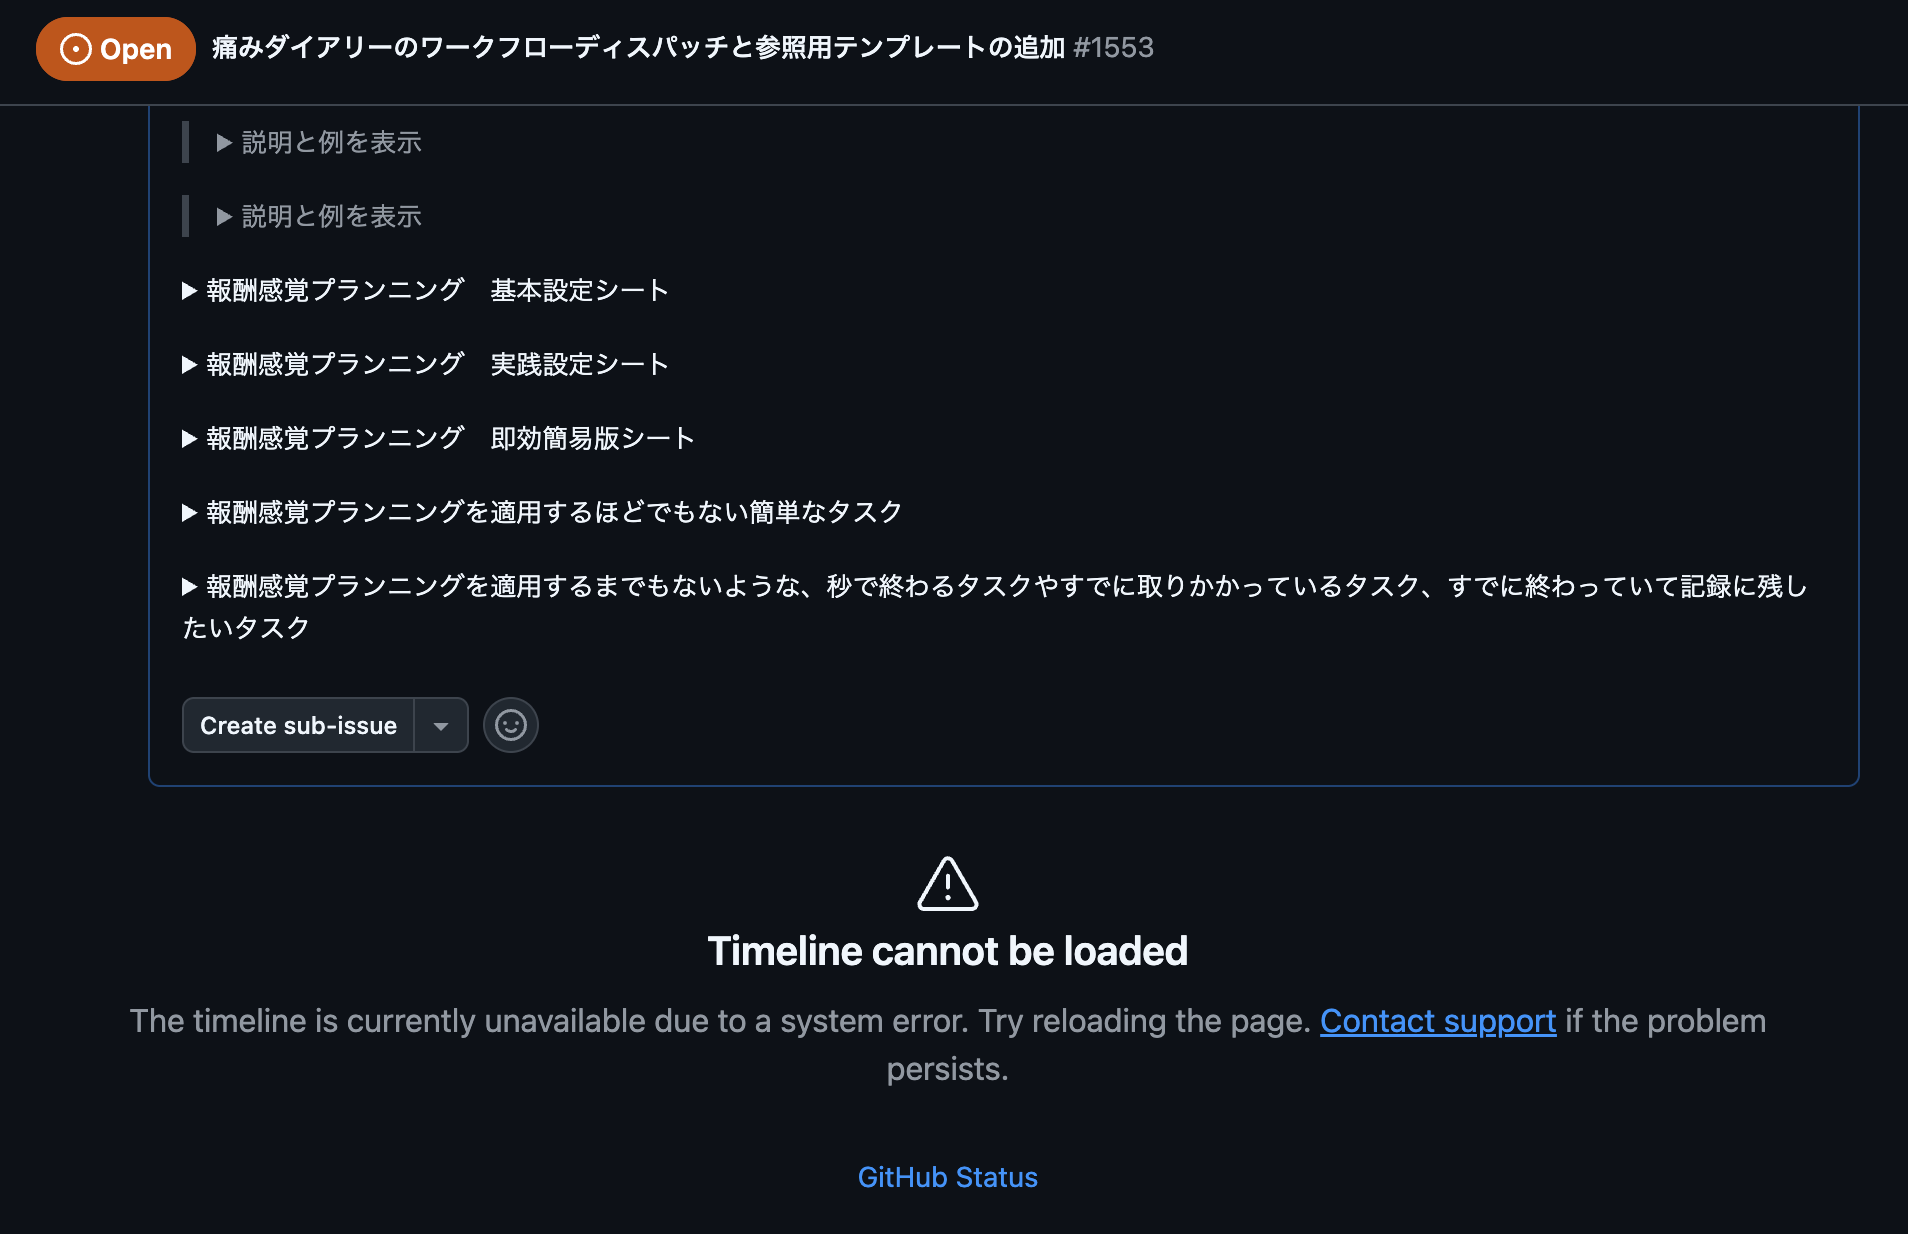 Open 痛みダイアリーのワークフローディスパッチと参照用テンプレートの追加 #1553
▶ 説明と例を表示
▶ 説明と例を表示
▶ 報酬感覚プランニング　基本設定シート
▶ 報酬感覚プランニング　実践設定シート
▶ 報酬感覚プランニング　即効簡易版シート
▶ 報酬感覚プランニングを適用するほどでもない簡単なタスク
▶ 報酬感覚プランニングを適用するまでもないような、秒で終わるタスクやすでに取りかかっているタスク、すでに終わっていて記録に残し
たいタスク
Create sub-issue
Timeline cannot be loaded
The timeline is currently unavailable due to a system error. Try reloading the page. Contact support if the problem
persists.
GitHub Status